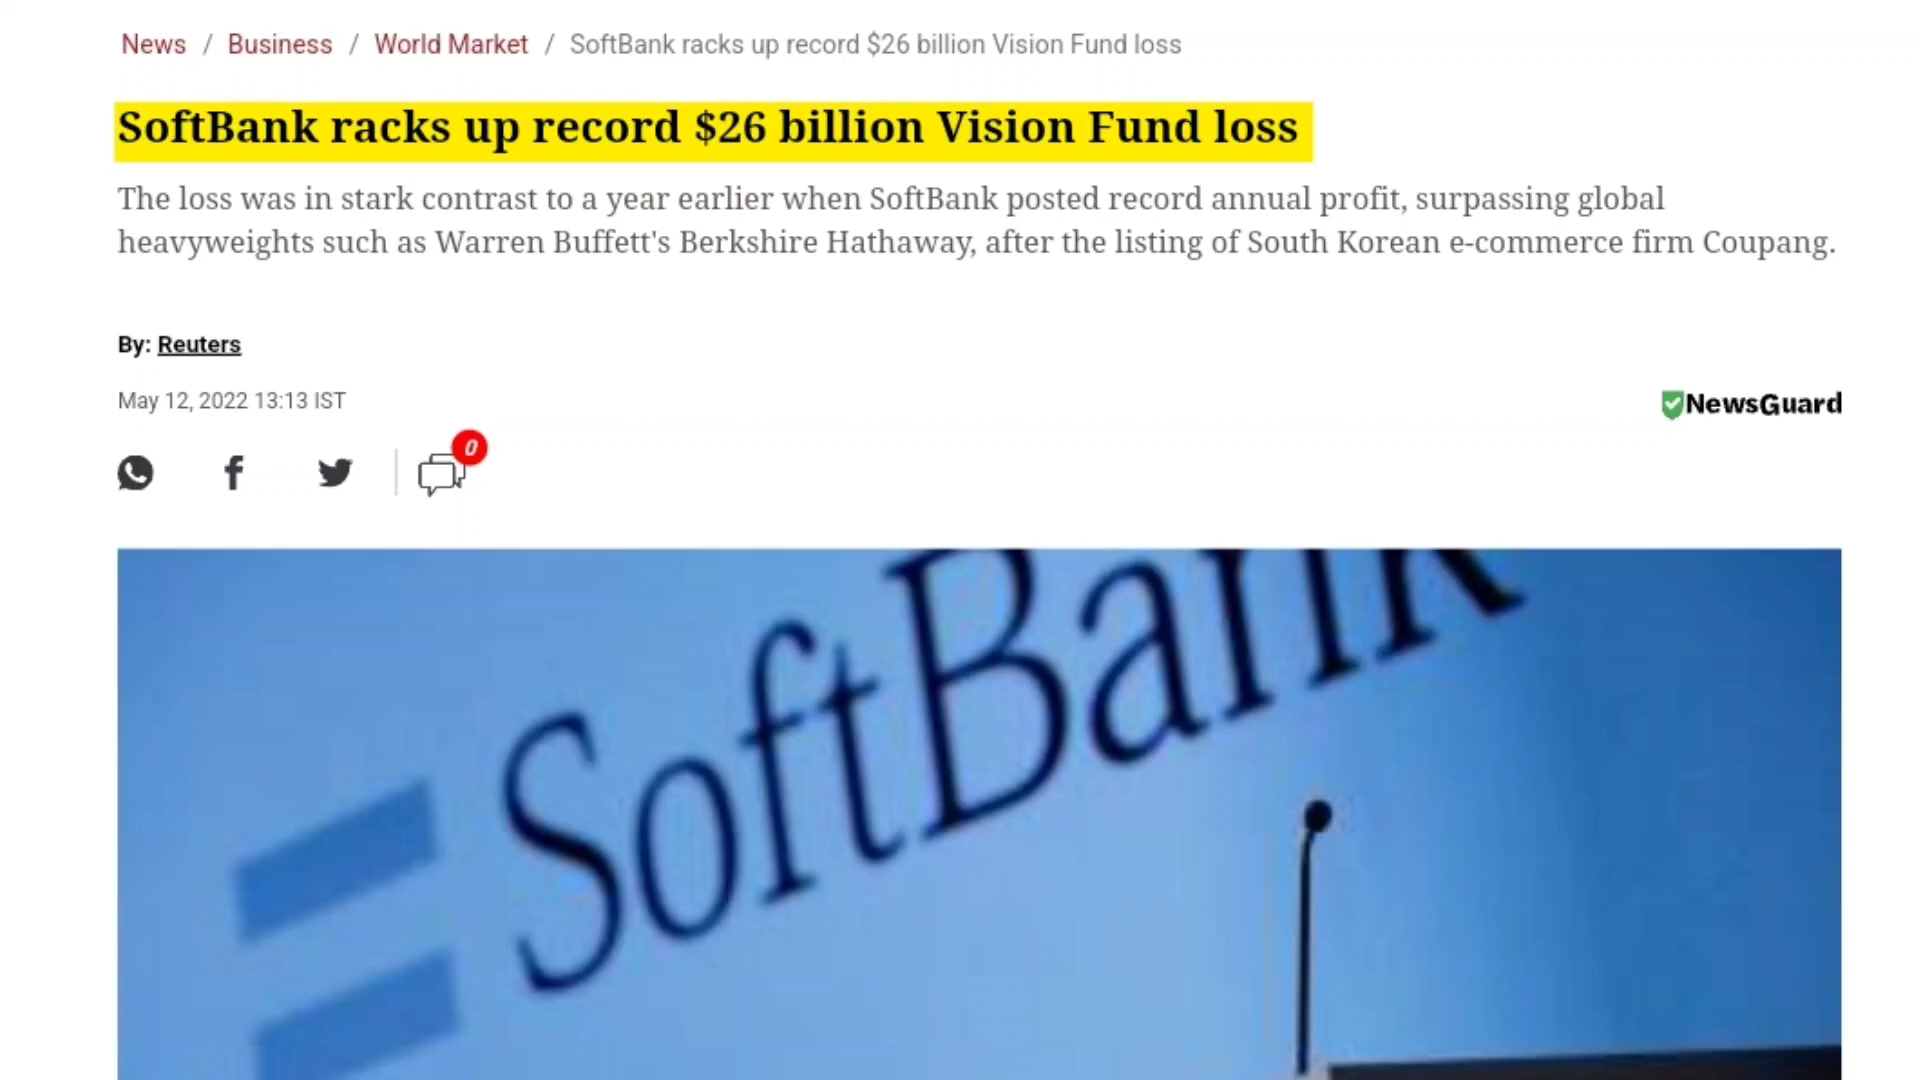 News / Business / World Market / SoftBank racks up record $26 billion Vision Fund loss
SoftBank racks up record $26 billion Vision Fund loss
The loss was in stark contrast to a year earlier when SoftBank posted record annual profit, surpassing global
heavyweights such as Warren Buffett's Berkshire Hathaway, after the listing of South Korean e-commerce firm Coupang.
By: Reuters
May 12, 2022 13:13 IST
NewsGuard
0
SoftBank